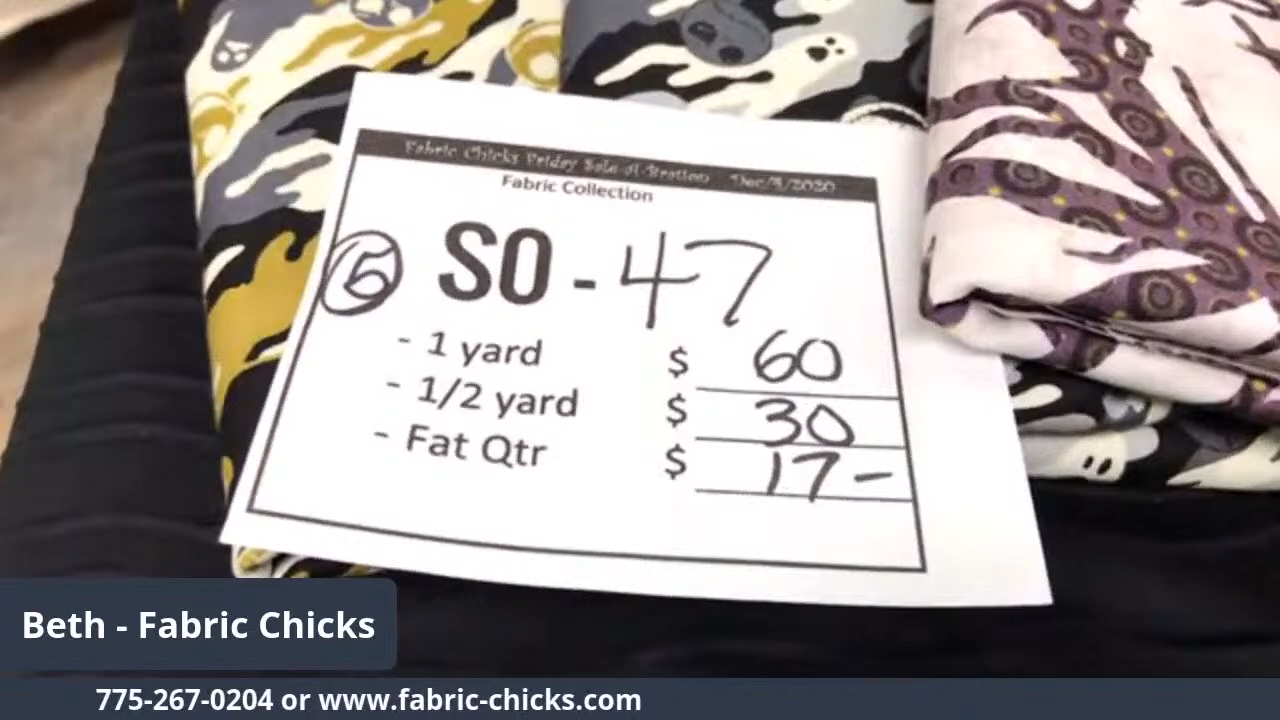 Fabric Chicks Friday Sale-A-Bration Dec/4/2020
Fabric Collection
5 SO - 47
- 1 yard $ 60
- 1/2 yard $ 30
- Fat Qtr $ 17 -
Beth - Fabric Chicks
775-267-0204 or www.fabric-chicks.com